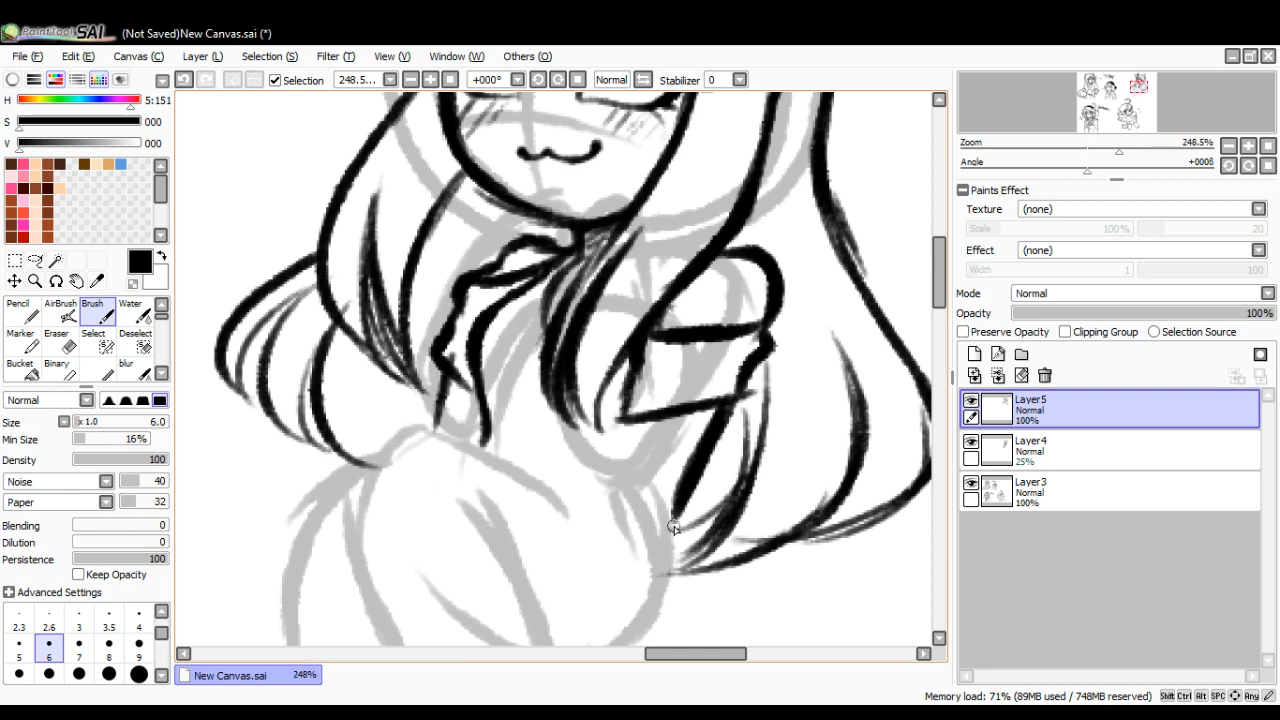 PaintTool SAI (Not Saved)New Canvas.sai (*)
File (F) Edit (E) Canvas (C) Layer (L) Selection (S) Filter (T) View (V) Window (W) Others (O)
Selection 248.5... +000° Normal Stabilizer 0
H 5:151
S 000
V 000
Pencil AirBrush Brush Water
Marker Eraser Select Deselect
Bucket Binary blur
Normal
Size x 1.0 6.0
Min Size 16%
Density 100
Noise 40
Paper 32
Blending 0
Dilution 0
Persistence 100
Keep Opacity
Advanced Settings
2.3 2.6 3 3.5 4
5 6 7 8 9
New Canvas.sai 248%
Zoom 248.5%
Angle +000ß
Paints Effect
Texture (none)
Scale 100% 20
Effect (none)
Width 1 100
Mode Normal
Opacity 100%
Preserve Opacity Clipping Group Selection Source
Layer5
Normal
100%
Layer4
Normal
25%
Layer3
Normal
100%
Memory load: 71% (89MB used / 748MB reserved) Shift Ctrl Alt SPC Any